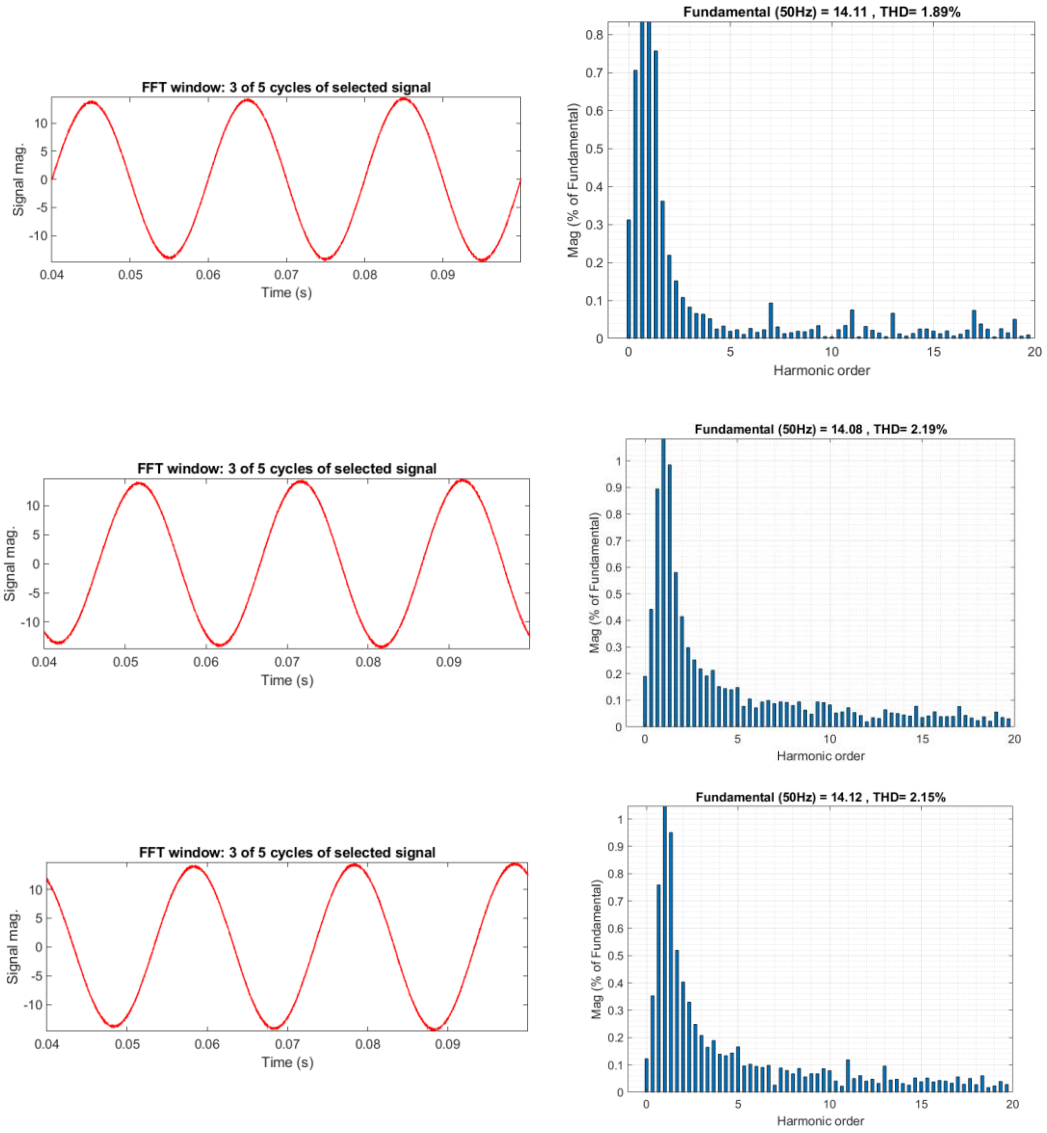 FFT window: 3 of 5 cycles of selected signal
Signal mag.
10
5
0
-5
-10
0.04 0.05 0.06 0.07 0.08 0.09
Time (s)
Fundamental (50Hz) = 14.11 , THD= 1.89%
Mag (% of Fundamental)
0.8
0.7
0.6
0.5
0.4
0.3
0.2
0.1
0
0 5 10 15 20
Harmonic order
FFT window: 3 of 5 cycles of selected signal
Signal mag.
10
5
0
-5
-10
0.04 0.05 0.06 0.07 0.08 0.09
Time (s)
Fundamental (50Hz) = 14.08 , THD= 2.19%
Mag (% of Fundamental)
1
0.9
0.8
0.7
0.6
0.5
0.4
0.3
0.2
0.1
0
0 5 10 15 20
Harmonic order
FFT window: 3 of 5 cycles of selected signal
Signal mag.
10
5
0
-5
-10
0.04 0.05 0.06 0.07 0.08 0.09
Time (s)
Fundamental (50Hz) = 14.12 , THD= 2.15%
Mag (% of Fundamental)
1
0.9
0.8
0.7
0.6
0.5
0.4
0.3
0.2
0.1
0
0 5 10 15 20
Harmonic order